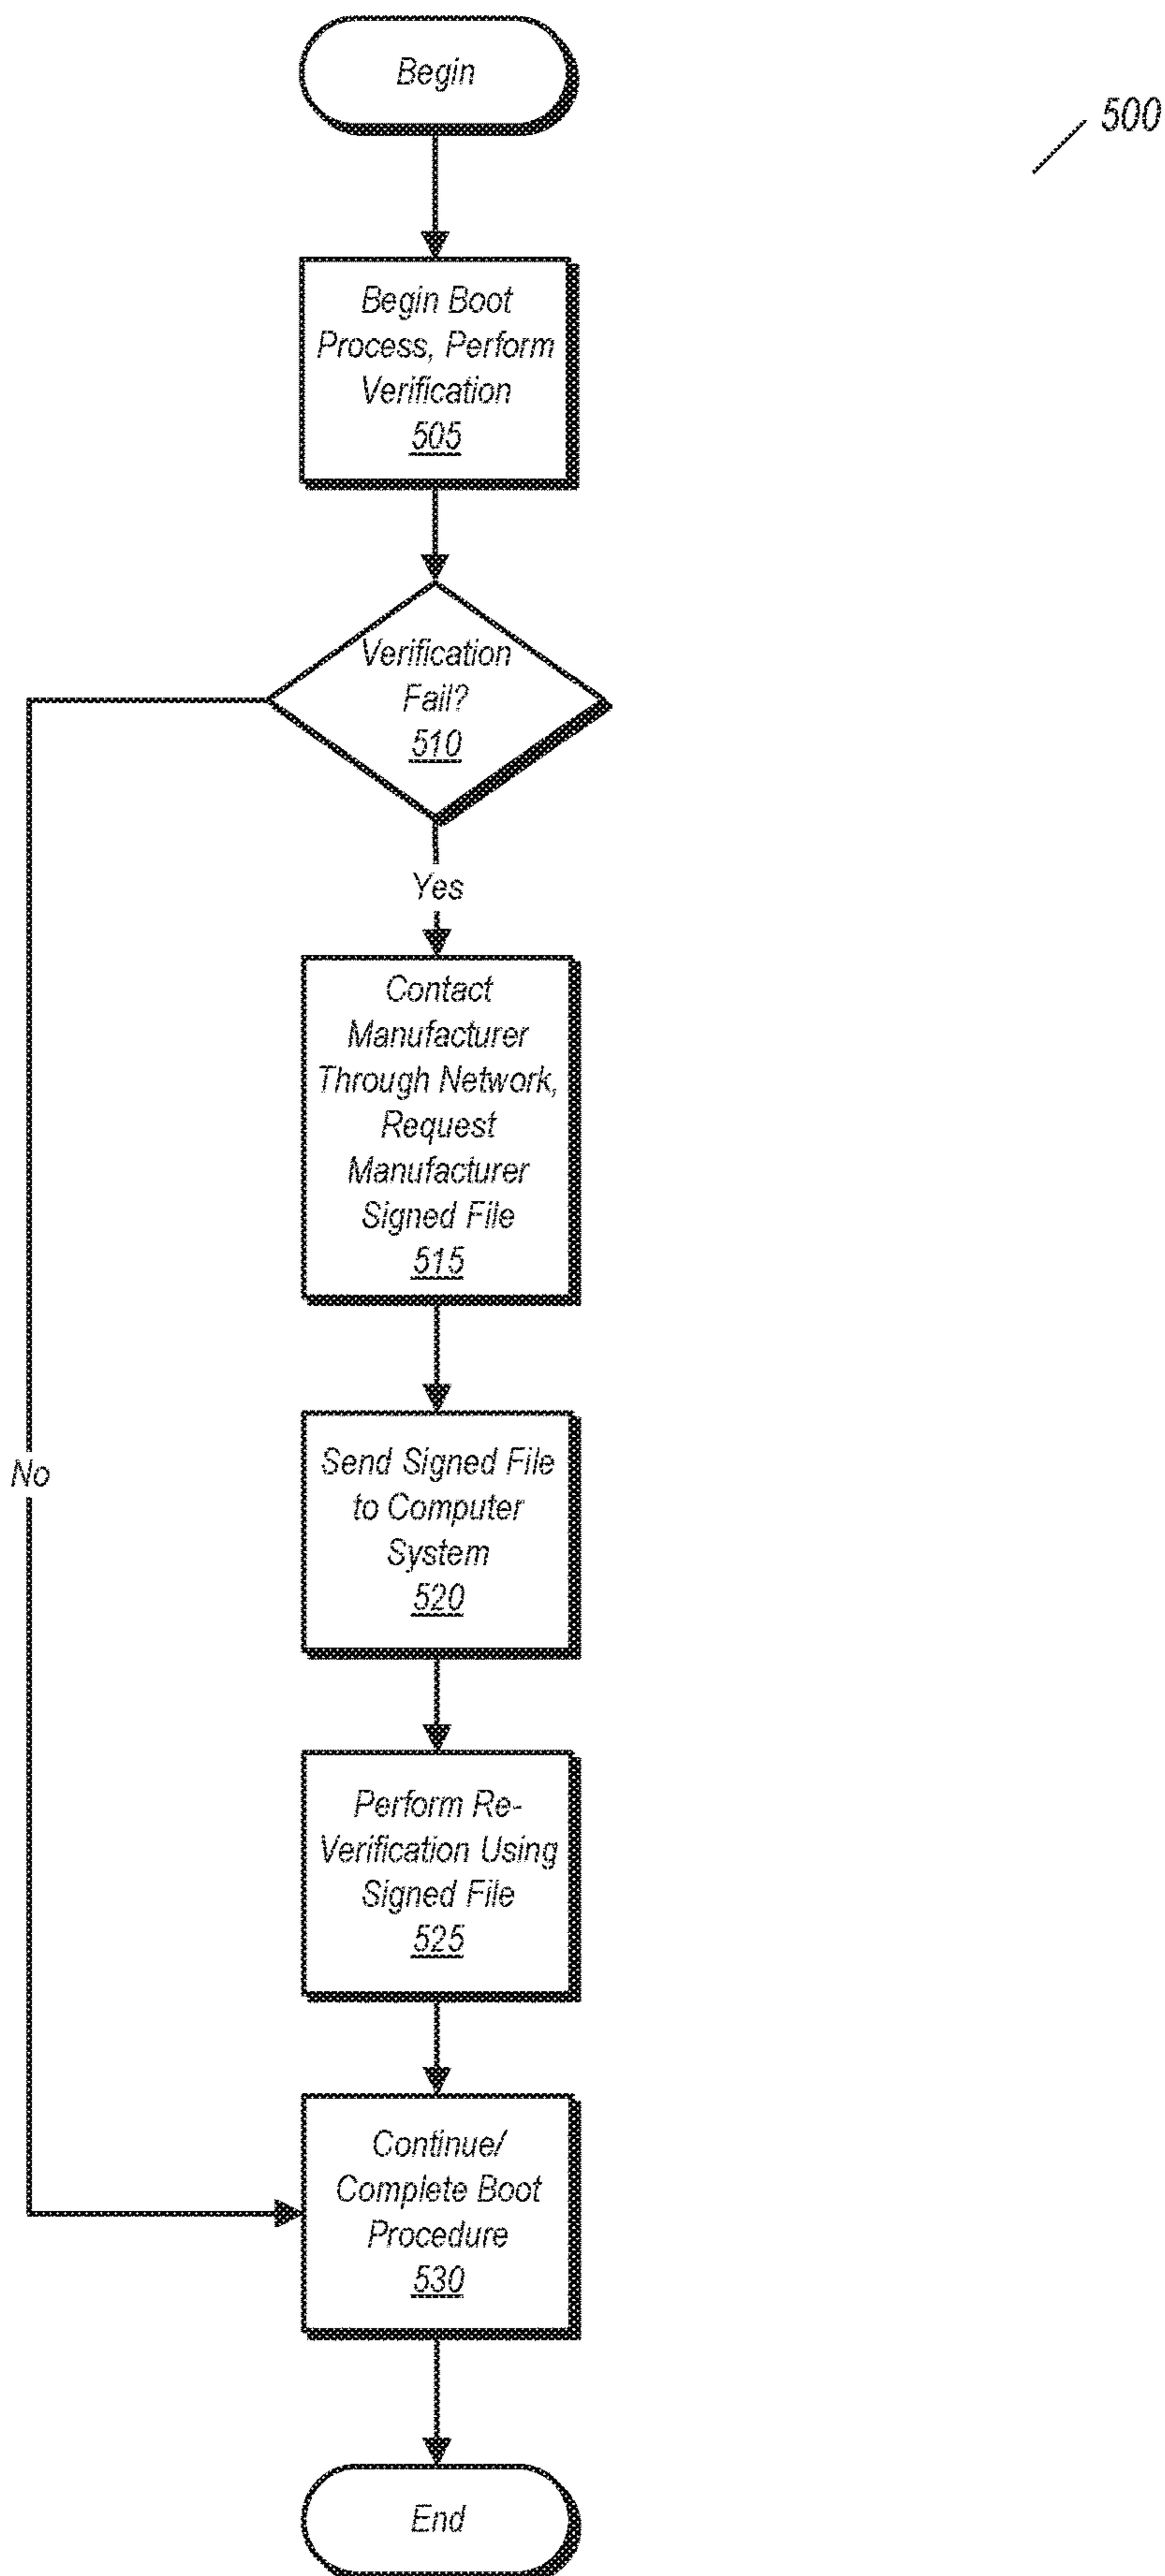 Begin
500
Begin Boot
Process, Perform
Verification
505
Verification
Fail?
510
Yes
Contact
Manufacturer
Through Network,
Request
Manufacturer
Signed File
515
No
Send Signed File
to Computer
System
520
Perform Re-
Verification Using
Signed File
525
Continue/
Complete Boot
Procedure
530
End